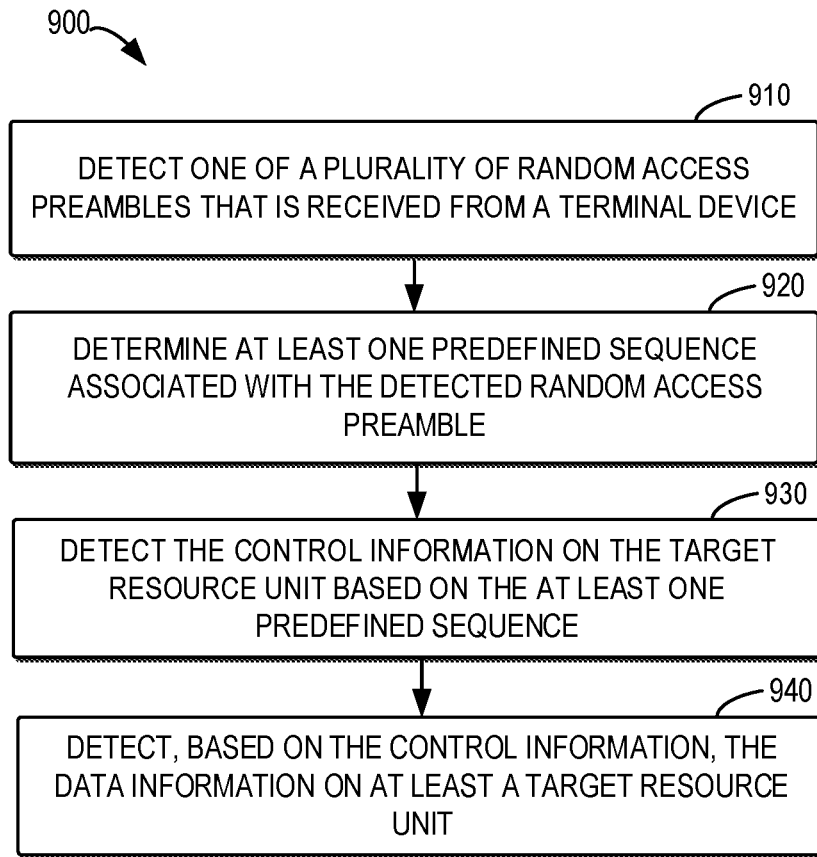 900
910
DETECT ONE OF A PLURALITY OF RANDOM ACCESS
PREAMBLES THAT IS RECEIVED FROM A TERMINAL DEVICE
920
DETERMINE AT LEAST ONE PREDEFINED SEQUENCE
ASSOCIATED WITH THE DETECTED RANDOM ACCESS
PREAMBLE
930
DETECT THE CONTROL INFORMATION ON THE TARGET
RESOURCE UNIT BASED ON THE AT LEAST ONE
PREDEFINED SEQUENCE
940
DETECT, BASED ON THE CONTROL INFORMATION, THE
DATA INFORMATION ON AT LEAST A TARGET RESOURCE
UNIT